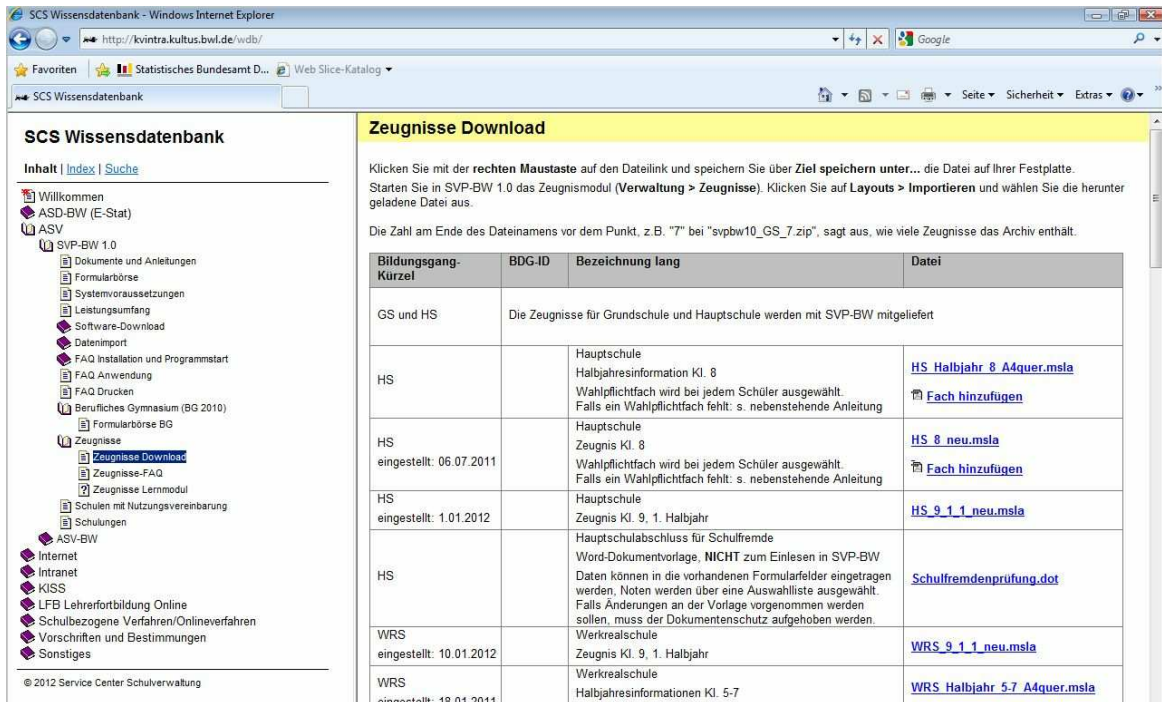 SCS Wissensdatenbank - Windows Internet Explorer
http://kvintra.kultus.bwl.de/wdb/
Google
Favoriten
Statistisches Bundesamt D...
Web Slice-Katalog
SCS Wissensdatenbank
Seite
Sicherheit
Extras
SCS Wissensdatenbank
Inhalt | Index | Suche
Willkommen
ASD-BW (E-Stat)
ASV
SVP-BW 1.0
Dokumente und Anleitungen
Formularbörse
Systemvoraussetzungen
Leistungsumfang
Software-Download
Datenimport
FAQ Installation und Programmstart
FAQ Anwendung
FAQ Drucken
Berufliches Gymnasium (BG 2010)
Formularbörse BG
Zeugnisse
Zeugnisse Download
Zeugnisse-FAQ
Zeugnisse Lernmodul
Schulen mit Nutzungsvereinbarung
Schulungen
ASV-BW
Internet
Intranet
KISS
LFB Lehrerfortbildung Online
Schulbezogene Verfahren/Onlineverfahren
Vorschriften und Bestimmungen
Sonstiges
© 2012 Service Center Schulverwaltung
Zeugnisse Download
Klicken Sie mit der rechten Maustaste auf den Dateilink und speichern Sie über Ziel speichern unter... die Datei auf Ihrer Festplatte.
Starten Sie in SVP-BW 1.0 das Zeugnismodul (Verwaltung > Zeugnisse). Klicken Sie auf Layouts > Importieren und wählen Sie die herunter
geladene Datei aus.
Die Zahl am Ende des Dateinamens vor dem Punkt, z.B. "7" bei "svpbw10_GS_7.zip", sagt aus, wie viele Zeugnisse das Archiv enthält.
Bildungsgang-
Kürzel
BDG-ID
Bezeichnung lang
Datei
GS und HS
Die Zeugnisse für Grundschule und Hauptschule werden mit SVP-BW mitgeliefert
HS
Hauptschule
Halbjahresinformation Kl. 8
Wahlpflichtfach wird bei jedem Schüler ausgewählt.
Falls ein Wahlpflichtfach fehlt: s. nebenstehende Anleitung
HS_Halbjahr_8_A4quer.msla
Fach hinzufügen
HS
eingestellt: 06.07.2011
Hauptschule
Zeugnis Kl. 8
Wahlpflichtfach wird bei jedem Schüler ausgewählt.
Falls ein Wahlpflichtfach fehlt: s. nebenstehende Anleitung
HS_8_neu.msla
Fach hinzufügen
HS
eingestellt: 1.01.2012
Hauptschule
Zeugnis Kl. 9, 1. Halbjahr
HS_9_1_1_neu.msla
HS
Hauptschulabschluss für Schulfremde
Word-Dokumentvorlage, NICHT zum Einlesen in SVP-BW
Daten können in die vorhandenen Formularfelder eingetragen
werden, Noten werden über eine Auswahlliste ausgewählt.
Falls Änderungen an der Vorlage vorgenommen werden
sollen, muss der Dokumentenschutz aufgehoben werden.
Schulfremdenprüfung.dot
WRS
eingestellt: 10.01.2012
Werkrealschule
Zeugnis Kl. 9, 1. Halbjahr
WRS_9_1_1_neu.msla
WRS
eingestellt: 18.01.2011
Werkrealschule
Halbjahresinformationen Kl. 5-7
WRS_Halbjahr_5-7_A4quer.msla